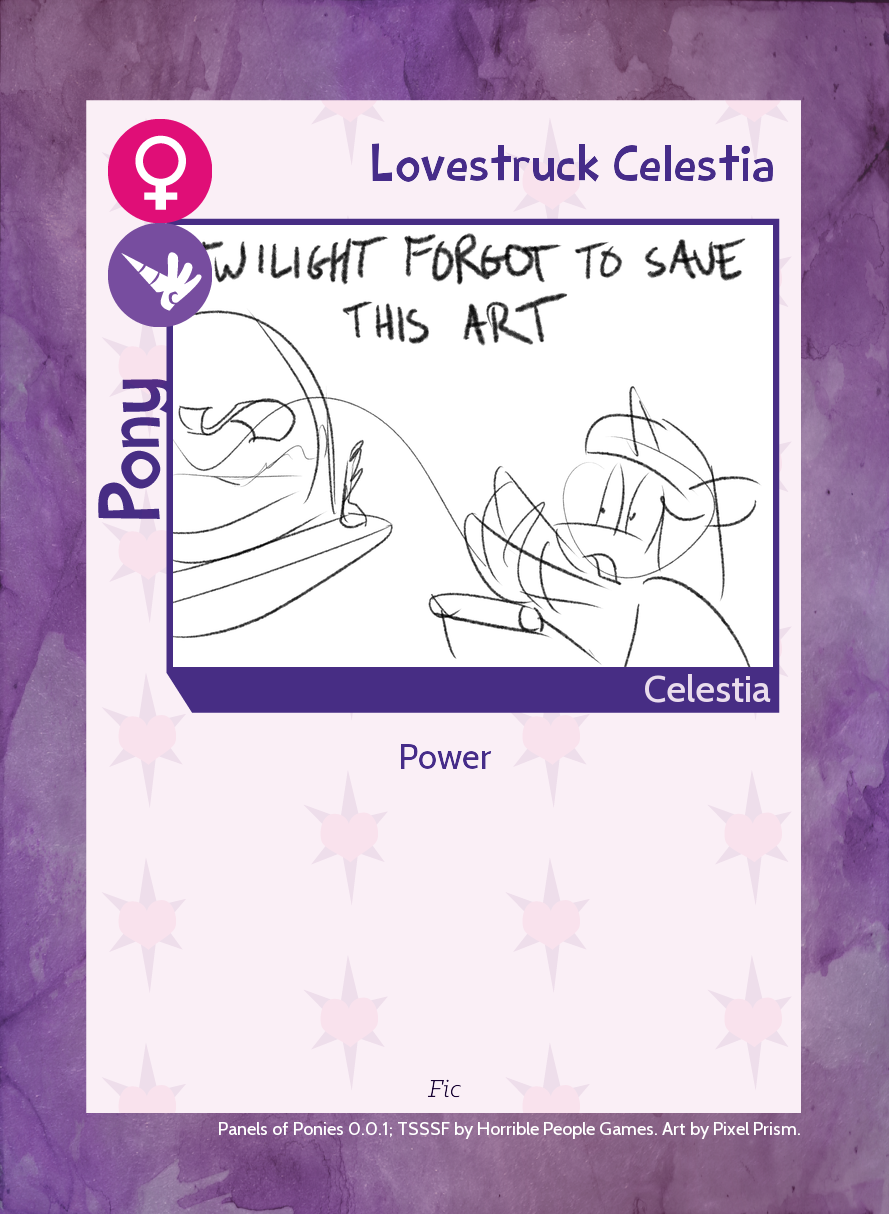 Lovestruck Celestia
TWILIGHT FORGOT TO SAVE
THIS ART
Pony
Celestia
Power
Fic
Panels of Ponies 0.0.1; TSSSF by Horrible People Games. Art by Pixel Prism.